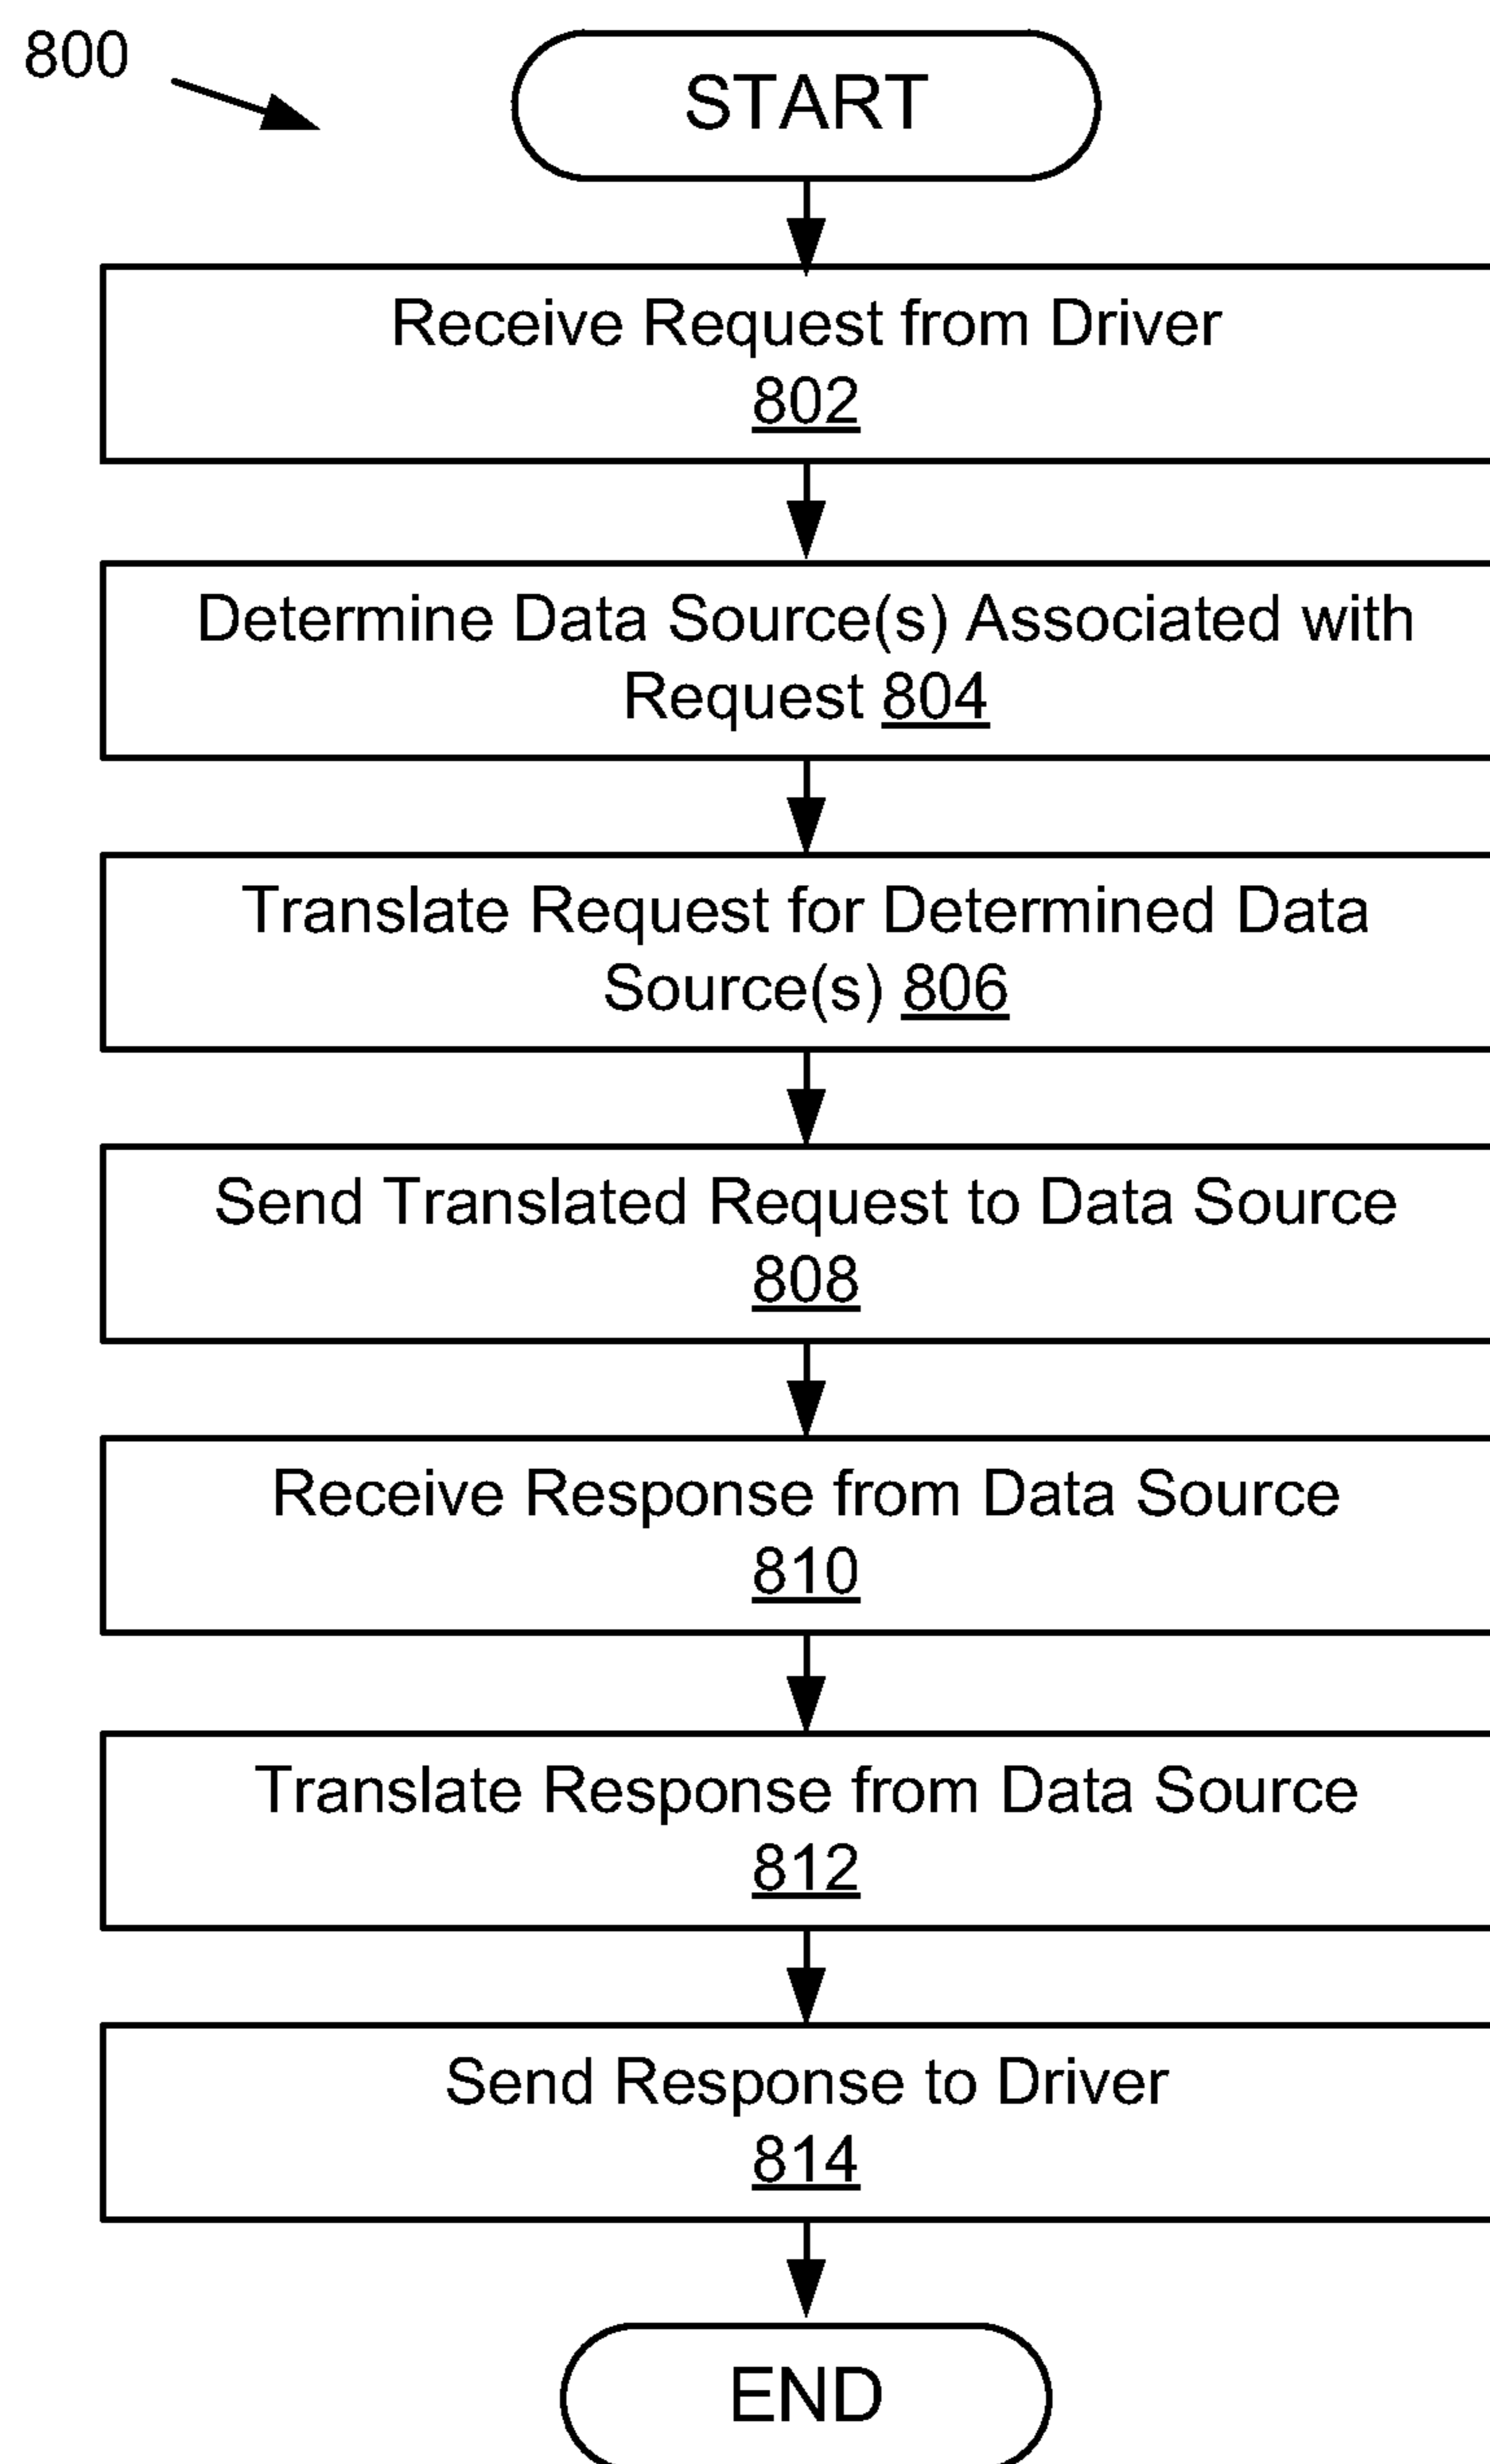 800
START
Receive Request from Driver
802
Determine Data Source(s) Associated with
Request 804
Translate Request for Determined Data
Source(s) 806
Send Translated Request to Data Source
808
Receive Response from Data Source
810
Translate Response from Data Source
812
Send Response to Driver
814
END